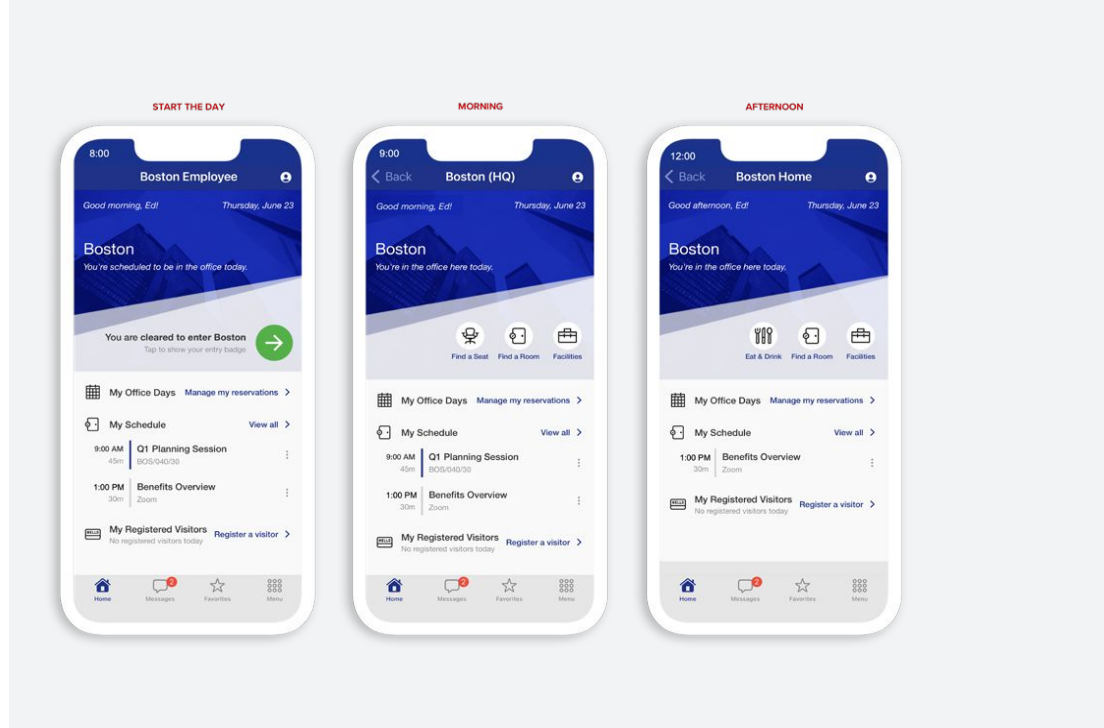 START THE DAY
8:00
Boston Employee
Good morning, Ed! Thursday, June 23
Boston
You're scheduled to be in the office today.
You are cleared to enter Boston
Tap to show your entry badge
My Office Days Manage my reservations >
My Schedule View all >
9:00 AM Q1 Planning Session
45m BOS/040/30
1:00 PM Benefits Overview
30m Zoom
HELLO
My Registered Visitors Register a visitor >
No registered visitors today
2
Home Messages Favorites Menu
MORNING
9:00
< Back Boston (HQ)
Good morning, Ed! Thursday, June 23
Boston
You're in the office here today.
Find a Seat Find a Room Facilities
My Office Days Manage my reservations >
My Schedule View all >
9:00 AM Q1 Planning Session
45m BOS/040/30
1:00 PM Benefits Overview
30m Zoom
HELLO
My Registered Visitors Register a visitor >
No registered visitors today
2
Home Messages Favorites Menu
AFTERNOON
12:00
< Back Boston Home
Good afternoon, Ed! Thursday, June 23
Boston
You're in the office here today.
Eat & Drink Find a Room Facilities
My Office Days Manage my reservations >
My Schedule View all >
1:00 PM Benefits Overview
30m Zoom
HELLO
My Registered Visitors Register a visitor >
No registered visitors today
2
Home Messages Favorites Menu